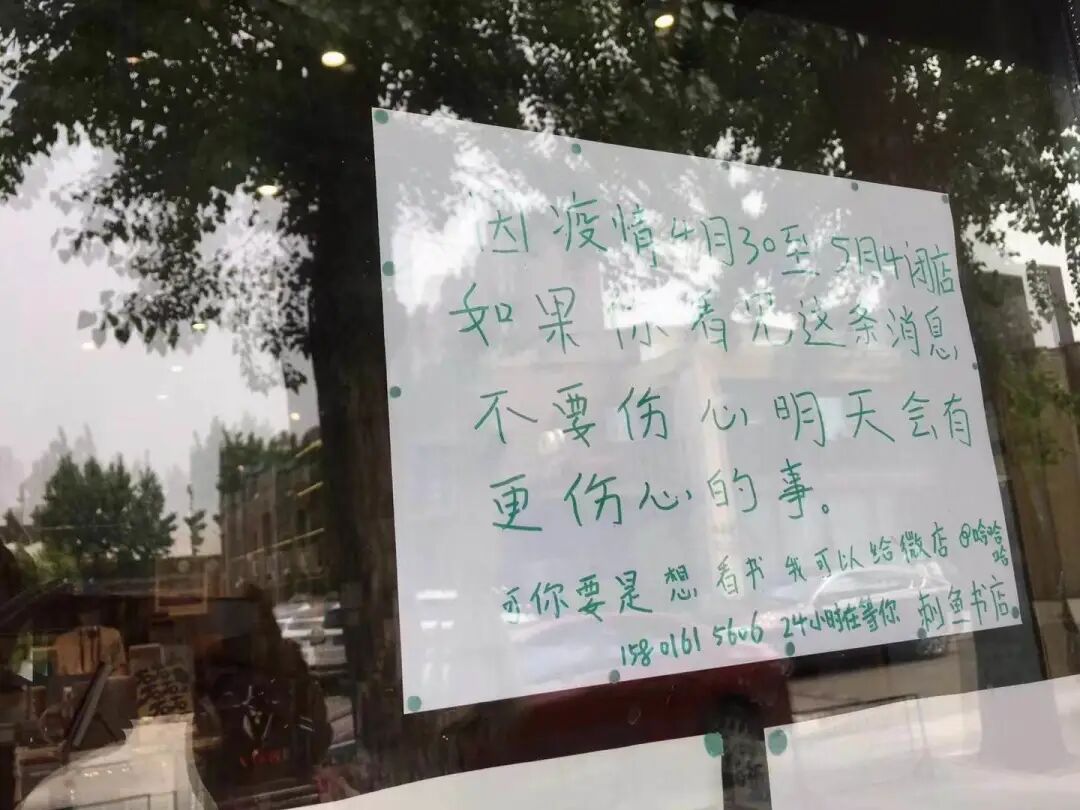 因疫情4月30至5月4闭店
如果你看见这条消息
不要伤心明天会有
更伤心的事。
可你要是想看书我可以给微店@哈哈哈
158 0161 5606 24小时在等你 刺鱼书店